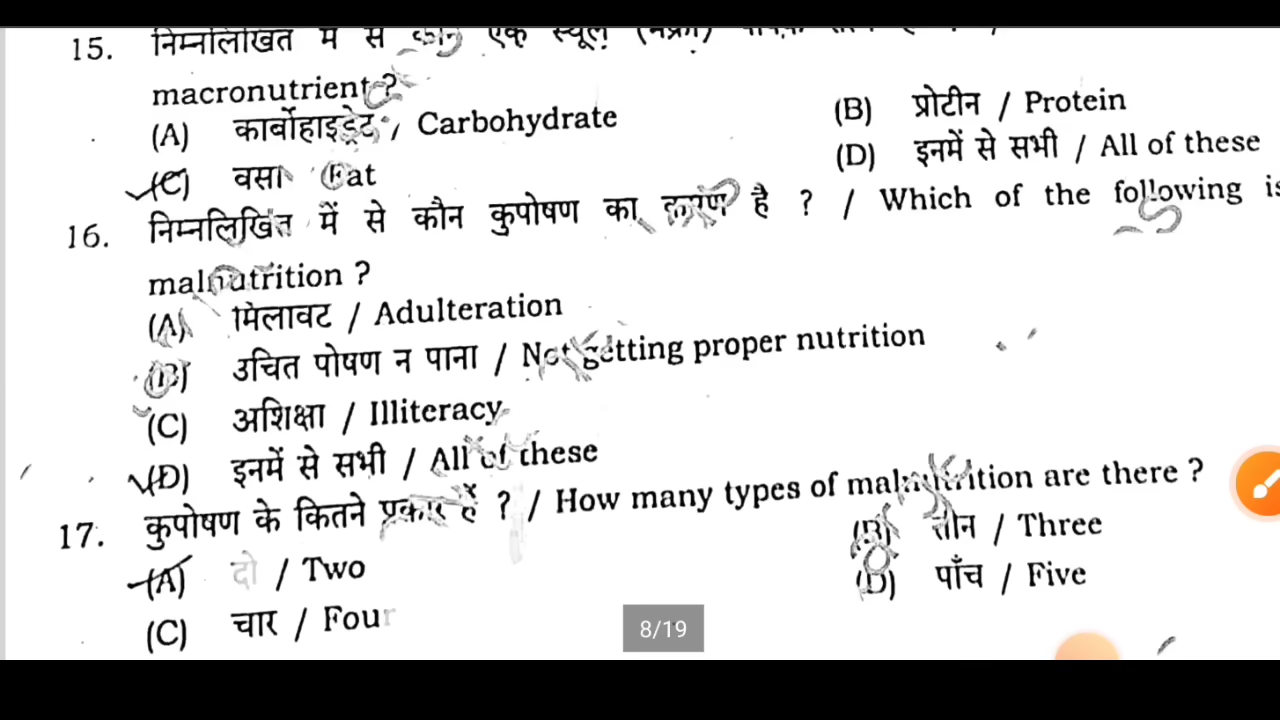 15. निम्नलिखित में से कौन एक स्थूल
macronutrient ?
(A) कार्बोहाइड्रेट / Carbohydrate
(B) प्रोटीन / Protein
(C) वसा Fat
(D) इनमें से सभी / All of these
16. निम्नलिखित में से कौन कुपोषण का कारण है ? / Which of the following is
malnutrition ?
(A) मिलावट / Adulteration
(B) उचित पोषण न पाना / Not getting proper nutrition
(C) अशिक्षा / Illiteracy
(D) इनमें से सभी / All of these
17. कुपोषण के कितने प्रकार हैं ? / How many types of malnutrition are there ?
(A) दो / Two
(B) तीन / Three
(C) चार / Four
(D) पाँच / Five
8/19